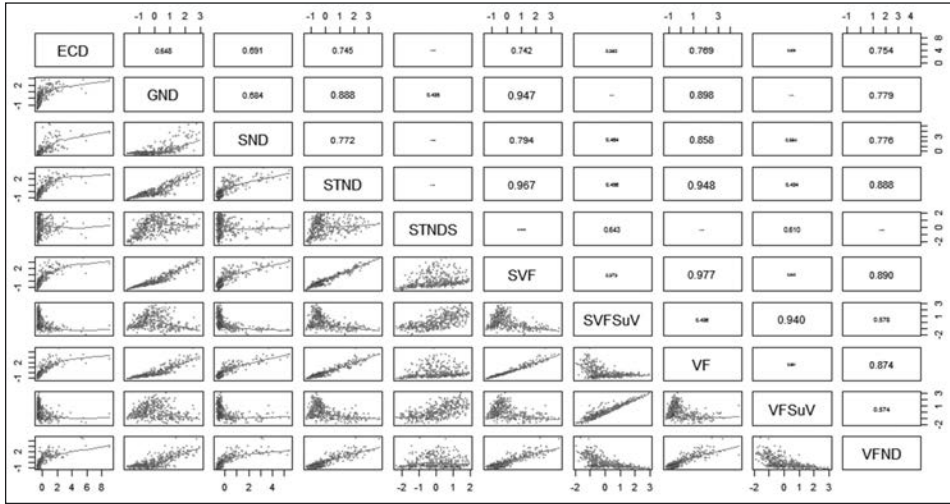 -1 1 3 -1 1 3 -1 1 3 -1 1 3 -1 1 2 3 4
ECD 0.648 0.691 0.745 0.742 0.769 0.754 0 4 8
-1 2 GND 0.684 0.888 0.947 0.898 0.779
SND 0.772 0.794 0.858 0.776 0 3
-1 2 STND 0.967 0.948 0.888
STNDS 0.643 0.610 -2 0 2
-1 2 SVF 0.977 0.890
SVFSuV 0.940 0.578 -2 1 3
-1 2 VF 0.874
VFSuV 0.574 -2 1 3
-1 2 VFND
0 2 4 6 8 0 2 4 -2 0 1 2 -2 0 1 2 3 -2 0 1 2 3